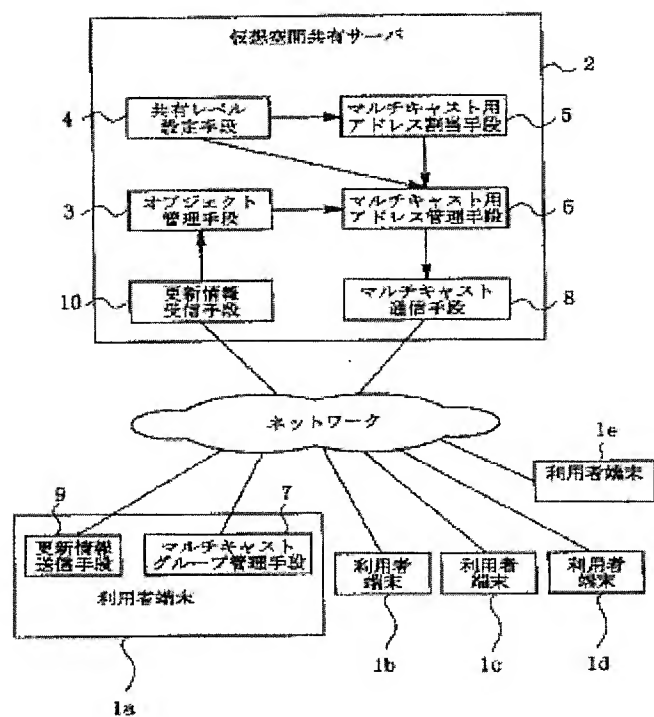 仮想空間共有サーバ
2
4
共有レベル
設定手段
マルチキャスト用
アドレス割当手段
5
3
オブジェクト
管理手段
マルチキャスト用
アドレス管理手段
6
10
更新情報
受信手段
マルチキャスト
通信手段
8
ネットワーク
1e
利用者端末
9
7
更新情報
送信手段
マルチキャスト
グループ管理手段
利用者端末
利用者
端末
利用者
端末
利用者
端末
1b
1c
1d
1a